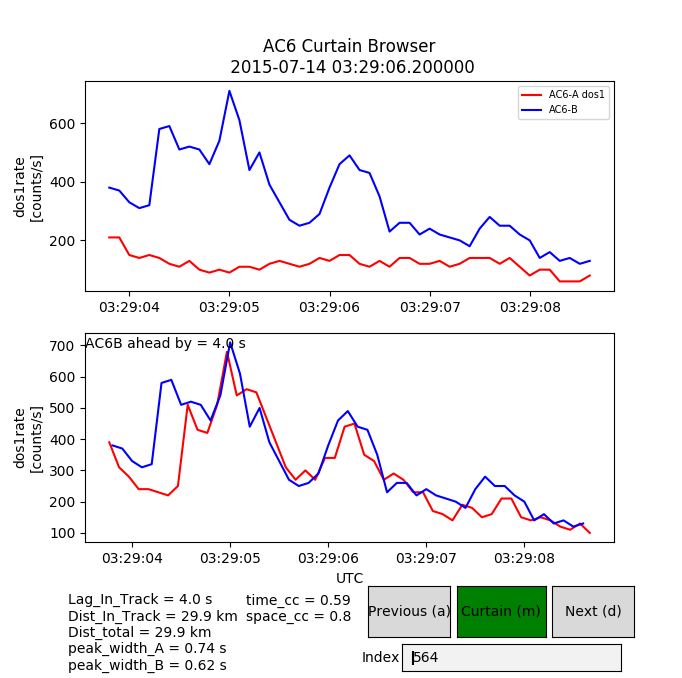 AC6 Curtain Browser
2015-07-14 03:29:06.200000
AC6-A dos1
AC6-B
dos1rate
[counts/s]
600
400
200
03:29:04 03:29:05 03:29:06 03:29:07 03:29:08
AC6B ahead by = 4.0 s
dos1rate
[counts/s]
700
600
500
400
300
200
100
03:29:04 03:29:05 03:29:06 03:29:07 03:29:08
UTC
Lag_In_Track = 4.0 s
Dist_In_Track = 29.9 km
Dist_total = 29.9 km
peak_width_A = 0.74 s
peak_width_B = 0.62 s
time_cc = 0.59
space_cc = 0.8
Previous (a) Curtain (m) Next (d)
Index 564